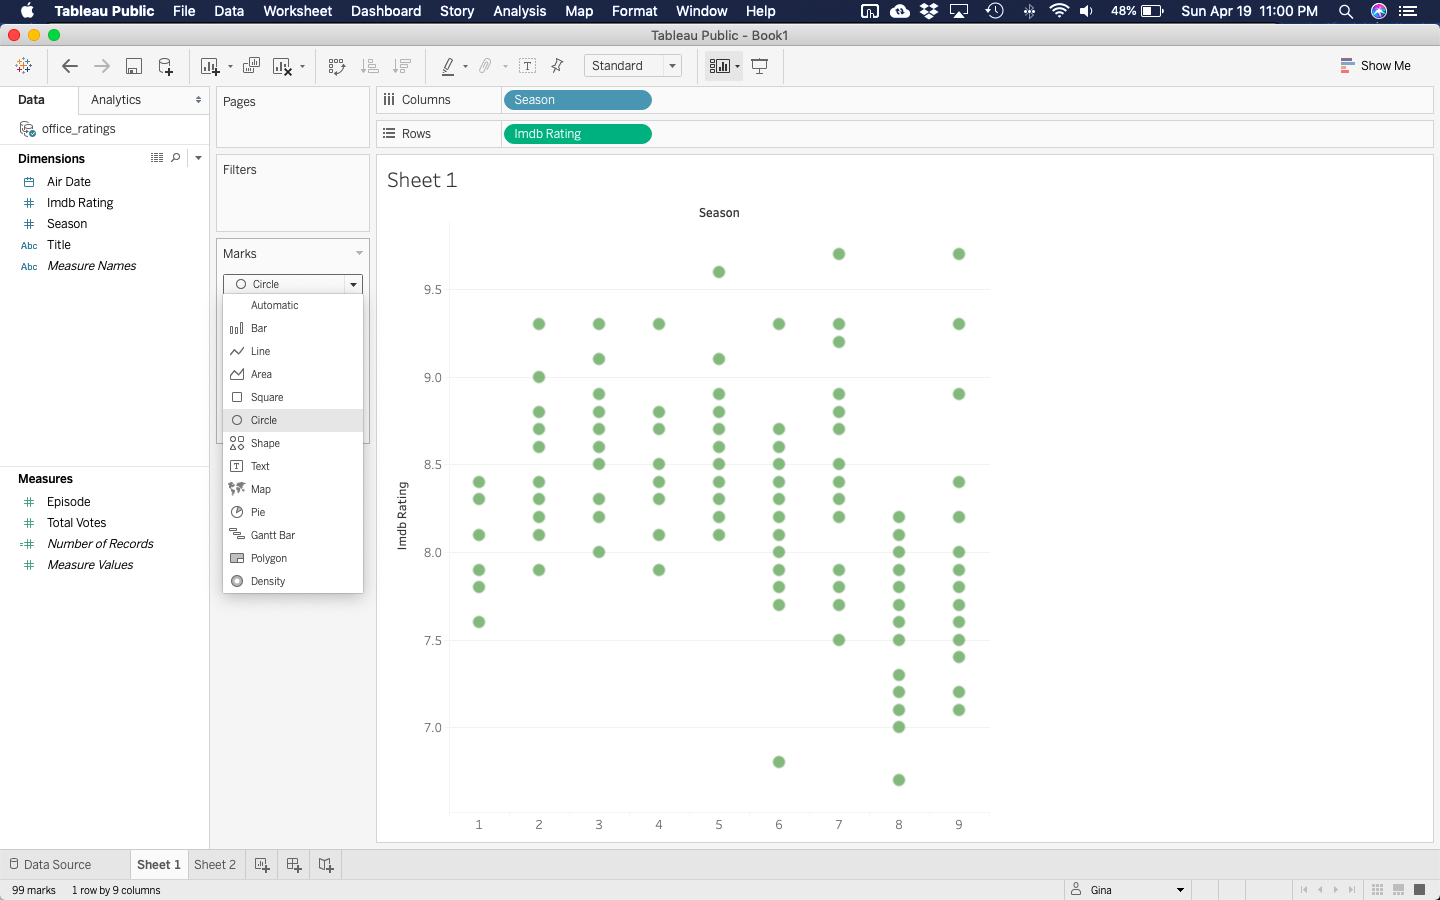 Tableau Public File Data Worksheet Dashboard Story Analysis Map Format Window Help 48% Sun Apr 19 11:00 PM
Tableau Public - Book1
Standard Show Me
Data Analytics Pages Columns Season
office_ratings Rows Imdb Rating
Dimensions Filters
Air Date Sheet 1
Imdb Rating
Season Season
Abc Title
Abc Measure Names
Marks
Circle
Automatic
Bar
Line
Area
Square
Circle
Shape
Text
Map
Pie
Gantt Bar
Polygon
Density
Measures
Episode
Total Votes
Number of Records
Measure Values
Imdb Rating
9.5
9.0
8.5
8.0
7.5
7.0
1 2 3 4 5 6 7 8 9
Data Source Sheet 1 Sheet 2
99 marks 1 row by 9 columns Gina